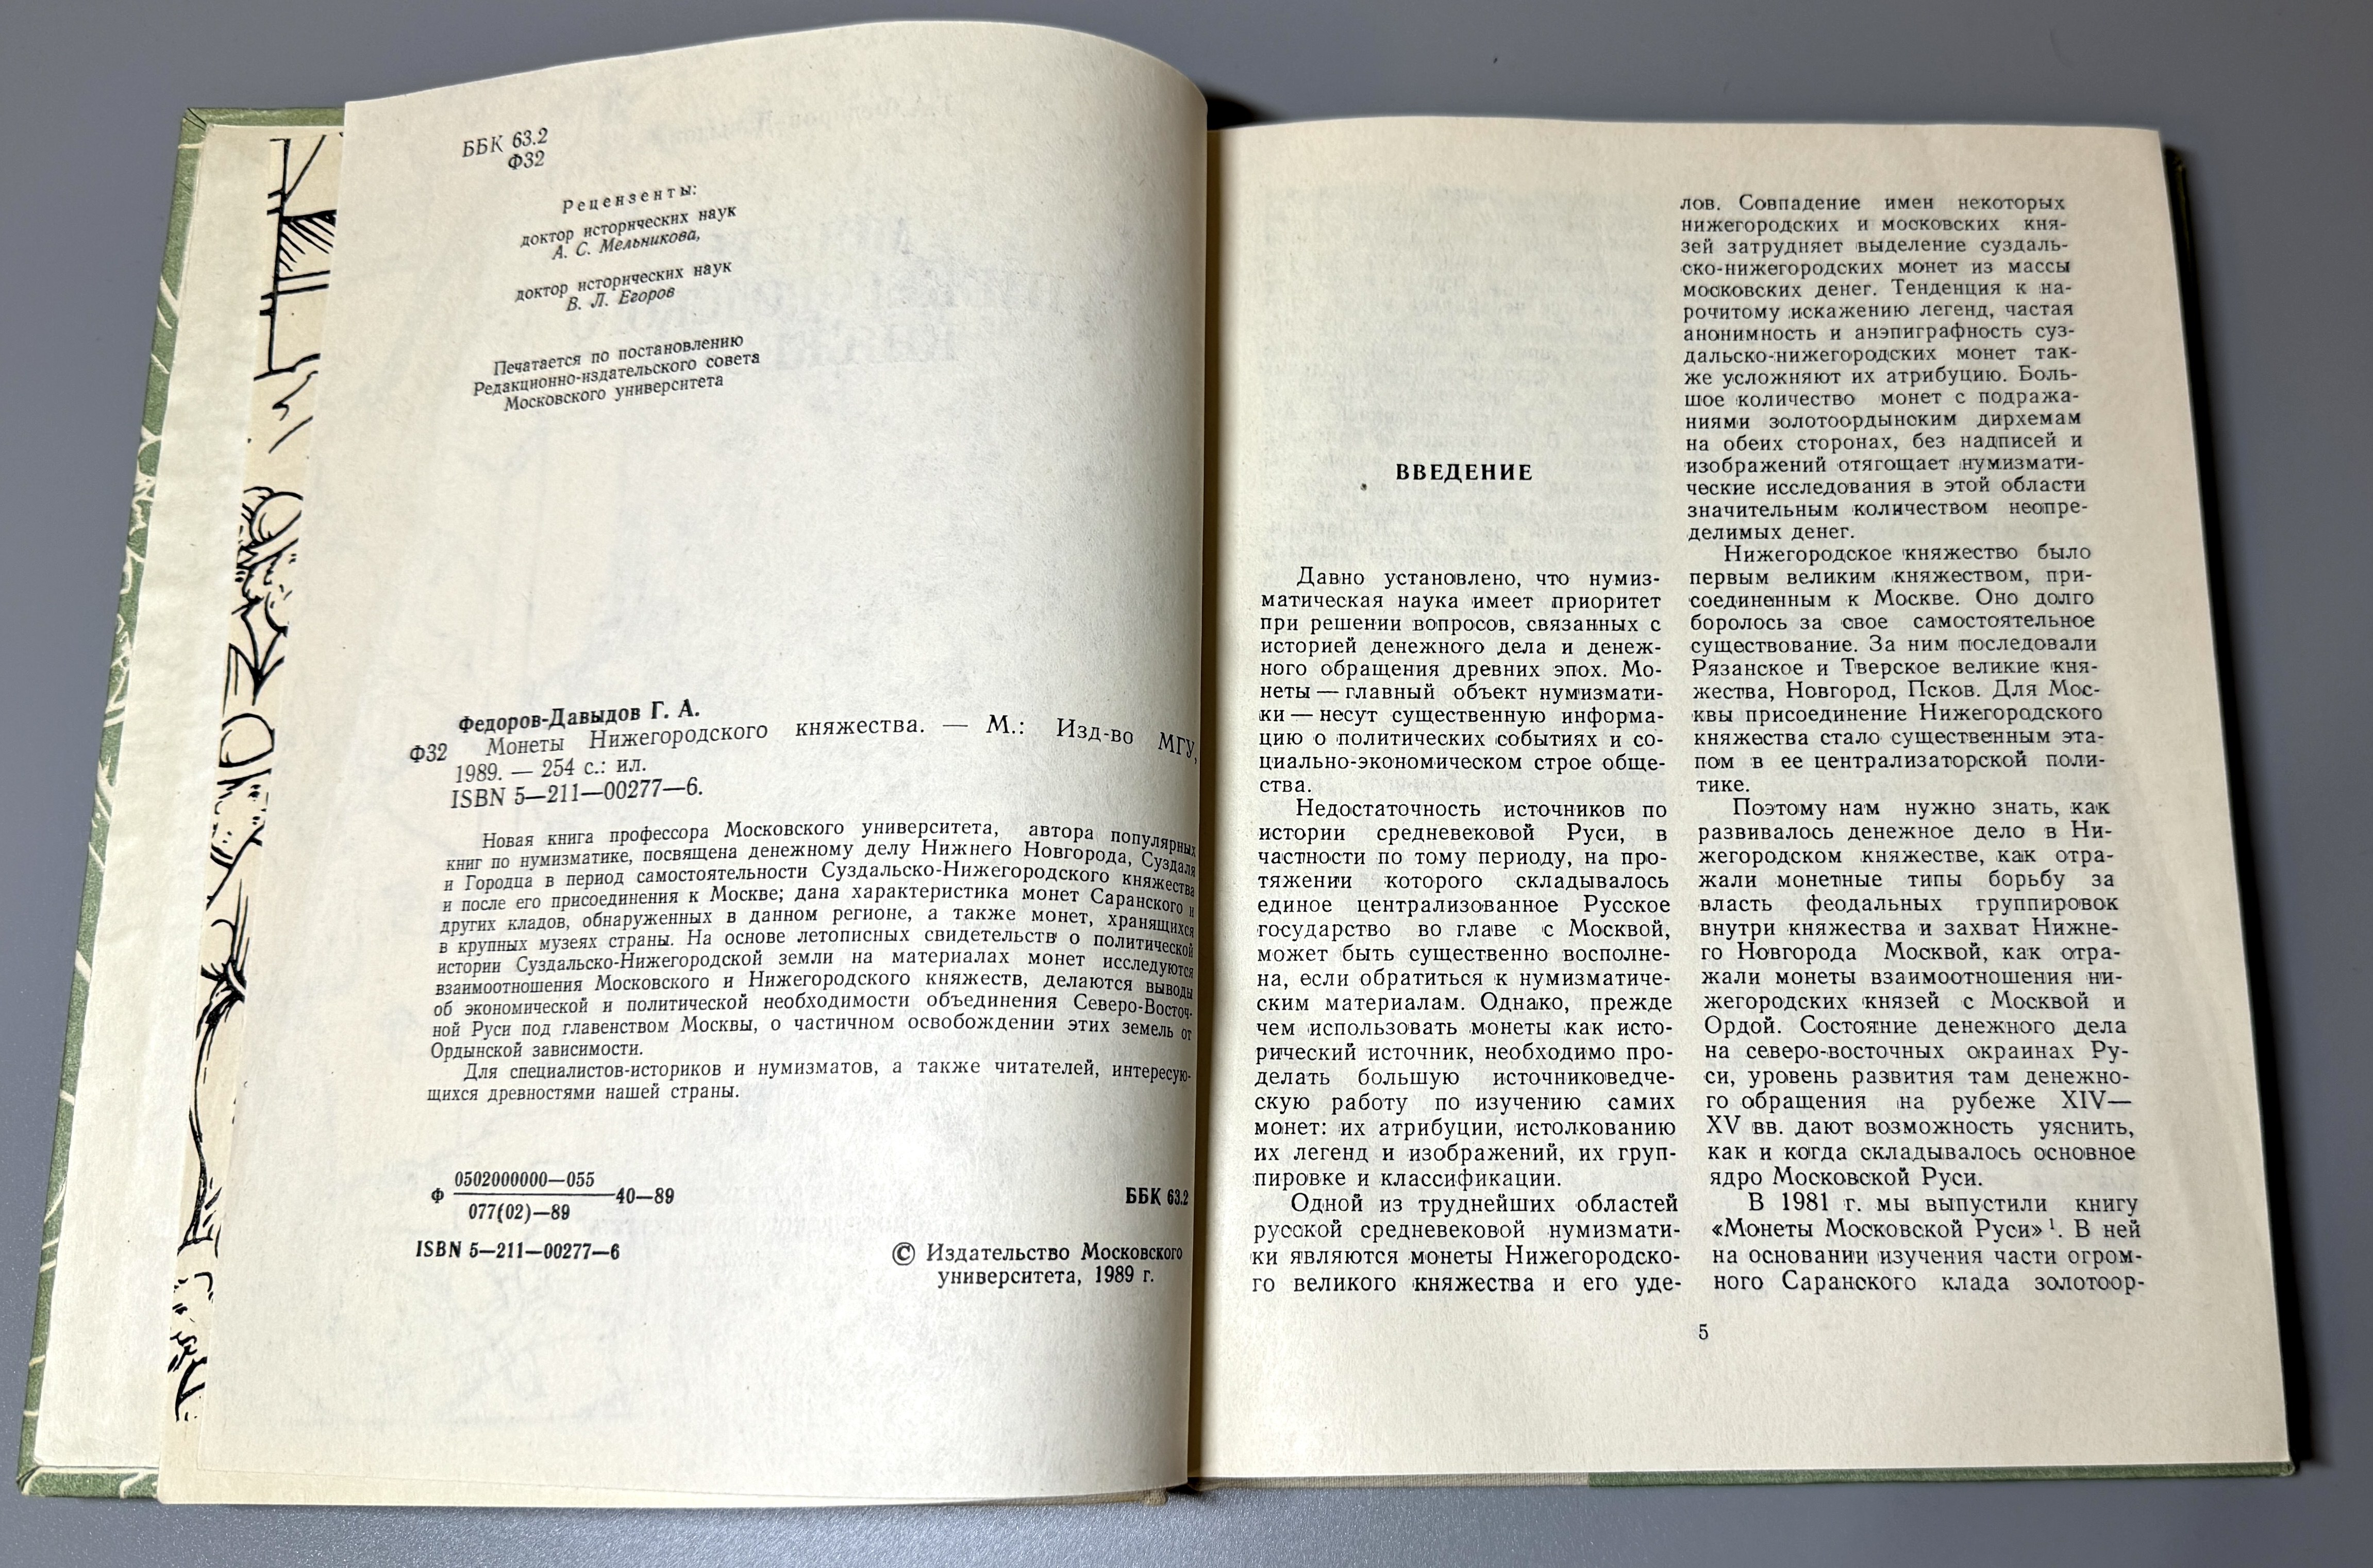 ББК 63.2
Ф32
Рецензенты:
доктор исторических наук
А. С. Мельникова,
доктор исторических наук
В. Л. Егоров
Печатается по постановлению
Редакционно-издательского совета
Московского университета
Федоров-Давыдов Г. А.
Ф32 Монеты Нижегородского княжества. — М.: Изд-во МГУ,
1989. — 254 с.: ил.
ISBN 5—211—00277—6.
Новая книга профессора Московского университета, автора популярных
книг по нумизматике, посвящена денежному делу Нижнего Новгорода, Суздаля
и Городца в период самостоятельности Суздальско-Нижегородского княжества
и после его присоединения к Москве; дана характеристика монет Саранского и
других кладов, обнаруженных в данном регионе, а также монет, хранящихся
в крупных музеях страны. На основе летописных свидетельств о политической
истории Суздальско-Нижегородской земли на материалах монет исследуются
взаимоотношения Московского и Нижегородского княжеств, делаются выводы
об экономической и политической необходимости объединения Северо-Восточ-
ной Руси под главенством Москвы, о частичном освобождении этих земель от
Ордынской зависимости.
Для специалистов-историков и нумизматов, а также читателей, интересую-
щихся древностями нашей страны.
0502000000—055
Ф 40—89
077(02)—89
ББК 63.2
ISBN 5—211—00277—6
© Издательство Московского
университета, 1989 г.
ВВЕДЕНИЕ
Давно установлено, что нумиз-
матическая наука имеет приоритет
при решении вопросов, связанных с
историей денежного дела и денеж-
ного обращения древних эпох. Мо-
неты — главный объект нумизмати-
ки — несут существенную информа-
цию о политических событиях и со-
циально-экономическом строе обще-
ства.
Недостаточность источников по
истории средневековой Руси, в
частности по тому периоду, на про-
тяжении которого складывалось
единое централизованное Русское
государство во главе с Москвой,
может быть существенно восполне-
на, если обратиться к нумизматиче-
ским материалам. Однако, прежде
чем использовать монеты как исто-
рический источник, необходимо про-
делать большую источниковедче-
скую работу по изучению самих
монет: их атрибуции, истолкованию
их легенд и изображений, их груп-
пировке и классификации.
Одной из труднейших областей
русской средневековой нумизмати-
ки являются монеты Нижегородско-
го великого княжества и его уде-
лов. Совпадение имен некоторых
нижегородских и московских кня-
зей затрудняет выделение суздаль-
ско-нижегородских монет из массы
московских денег. Тенденция к на-
рочитому искажению легенд, частая
анонимность и анэпиграфность суз-
дальско-нижегородских монет так-
же усложняют их атрибуцию. Боль-
шое количество монет с подража-
ниями золотоордынским дирхемам
на обеих сторонах, без надписей и
изображений отягощает нумизмати-
ческие исследования в этой области
значительным количеством неопре-
делимых денег.
Нижегородское княжество было
первым великим княжеством, при-
соединенным к Москве. Оно долго
боролось за свое самостоятельное
существование. За ним последовали
Рязанское и Тверское великие кня-
жества, Новгород, Псков. Для Мос-
квы присоединение Нижегородского
княжества стало существенным эта-
пом в ее централизаторской поли-
тике.
Поэтому нам нужно знать, как
развивалось денежное дело в Ни-
жегородском княжестве, как отра-
жали монетные типы борьбу за
власть феодальных группировок
внутри княжества и захват Нижне-
го Новгорода Москвой, как отра-
жали монеты взаимоотношения ни-
жегородских князей с Москвой и
Ордой. Состояние денежного дела
на северо-восточных окраинах Ру-
си, уровень развития там денежно-
го обращения на рубеже XIV—
XV вв. дают возможность уяснить,
как и когда складывалось основное
ядро Московской Руси.
В 1981 г. мы выпустили книгу
«Монеты Московской Руси» ¹. В ней
на основании изучения части огром-
ного Саранского клада золотоор-
5